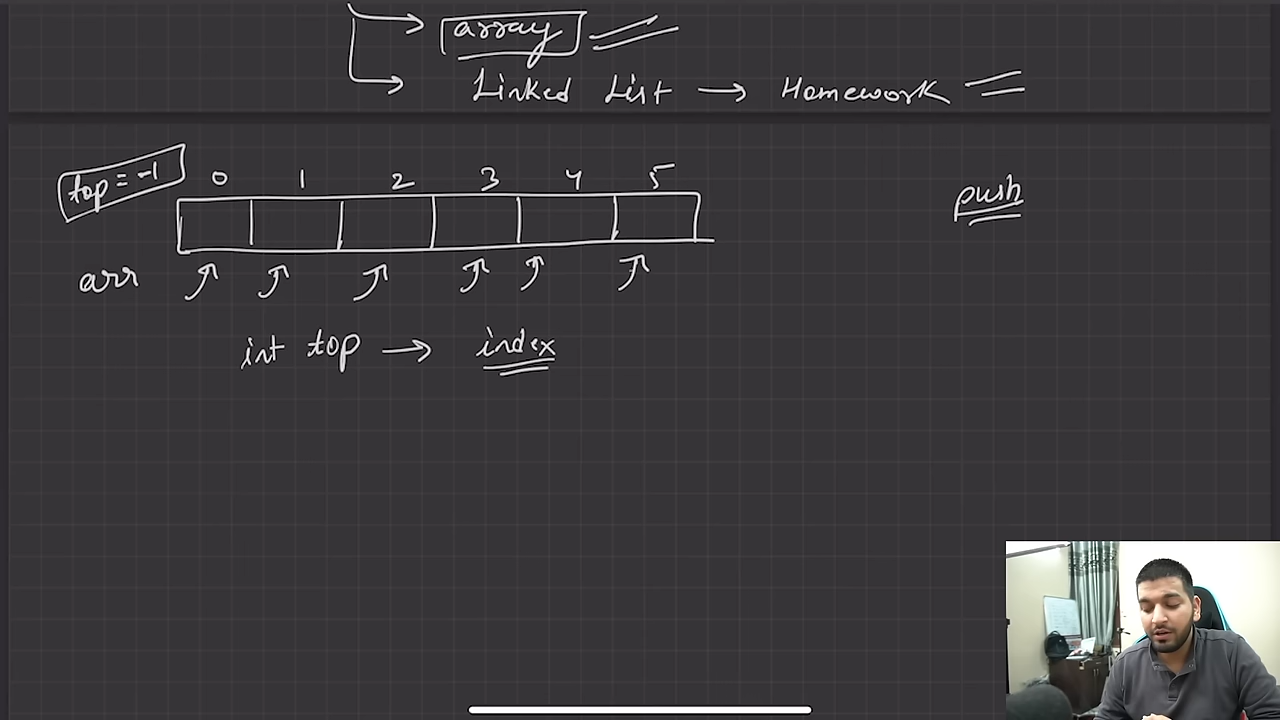 array
Linked List → Homework
top = -1
0 1 2 3 4 5
push
arr
int top → index